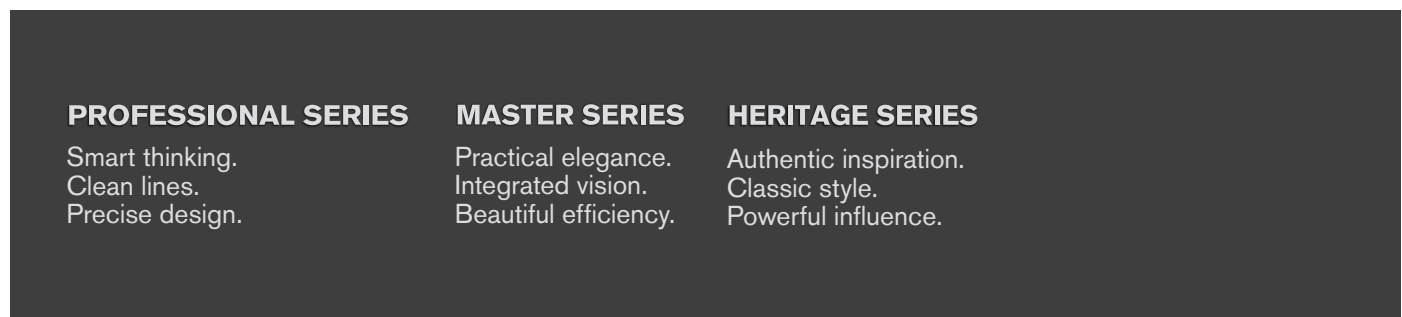 PROFESSIONAL SERIES
Smart thinking.
Clean lines.
Precise design.
MASTER SERIES
Practical elegance.
Integrated vision.
Beautiful efficiency.
HERITAGE SERIES
Authentic inspiration.
Classic style.
Powerful influence.